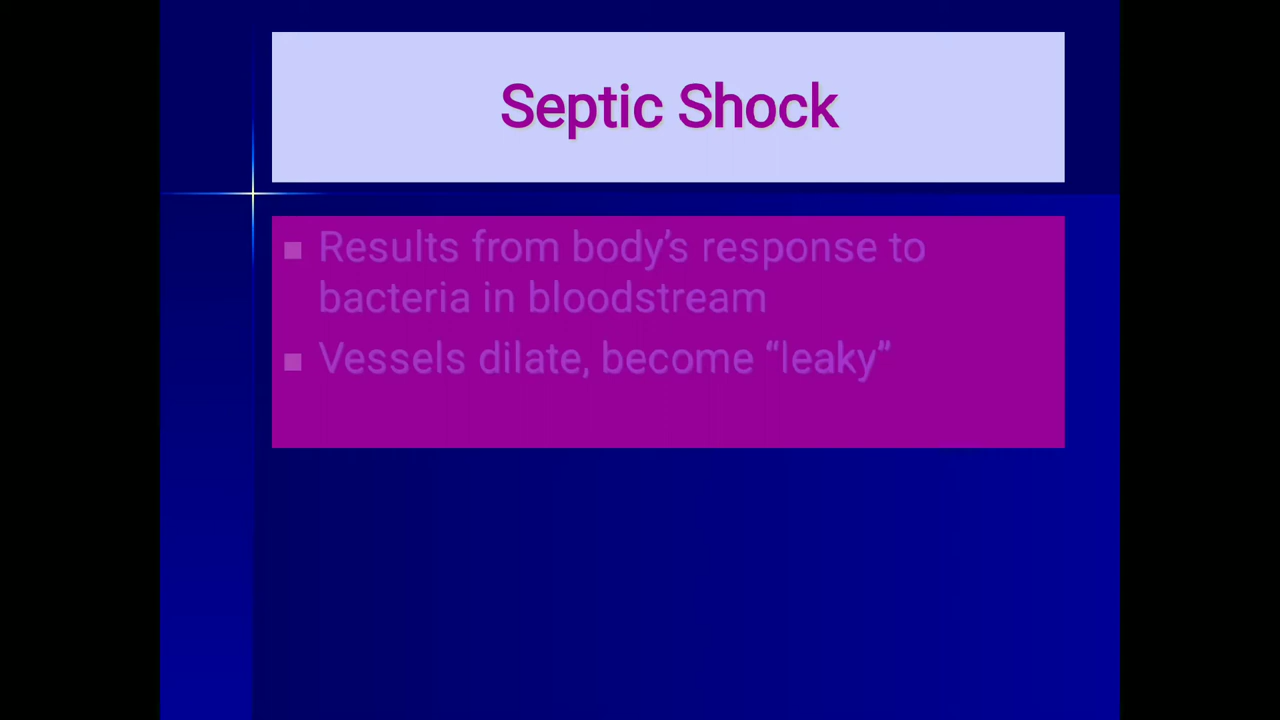 Septic Shock
■ Results from body’s response to
bacteria in bloodstream
■ Vessels dilate, become “leaky”